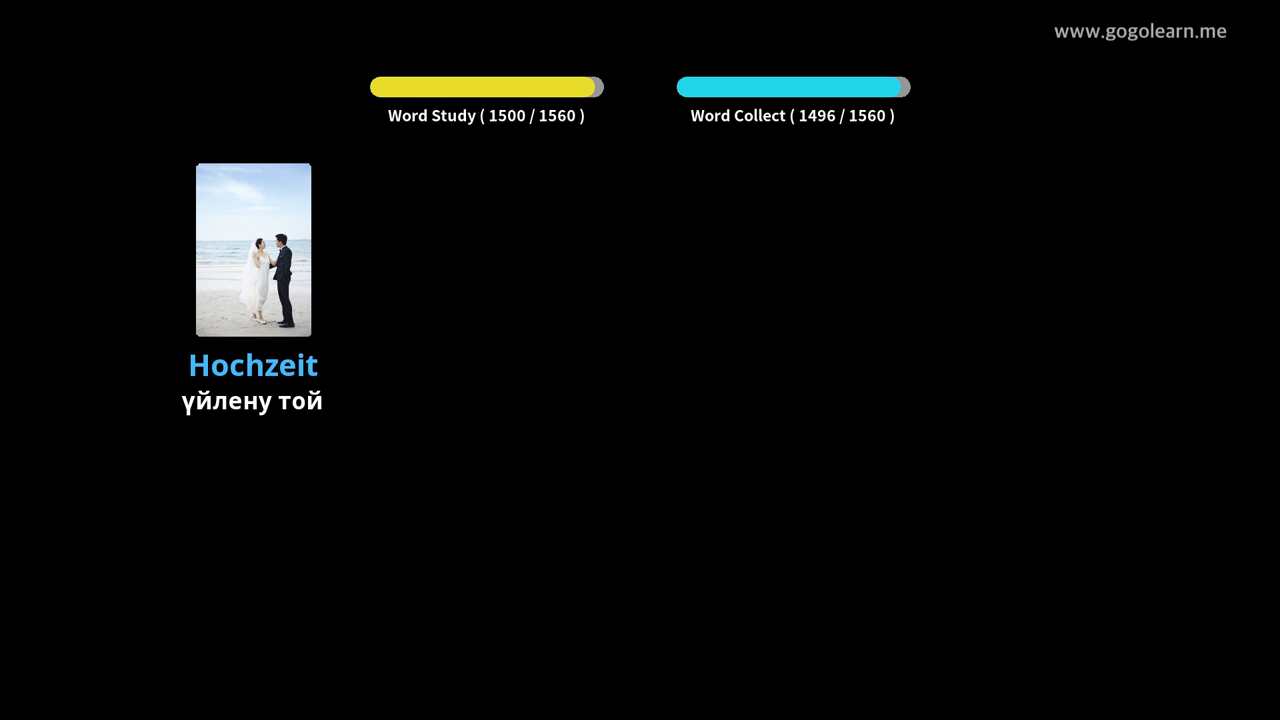 www.gogolearn.me
Word Study ( 1500 / 1560 )
Word Collect ( 1496 / 1560 )
Hochzeit
үйлену той